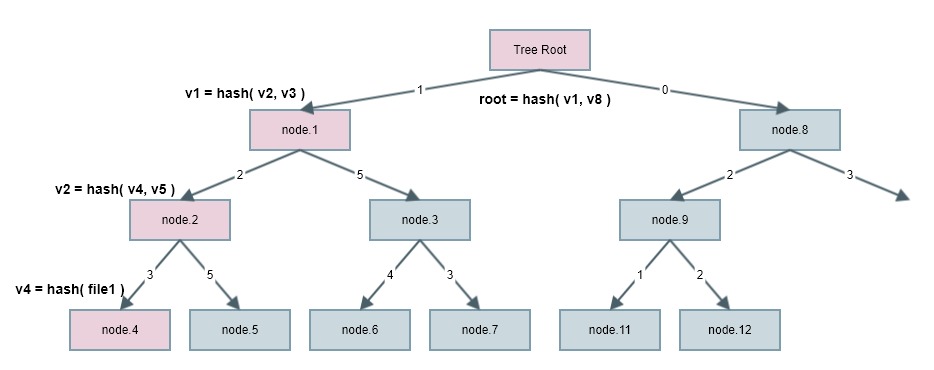 Tree Root
v1 = hash( v2, v3 )
1
root = hash( v1, v8 )
0
node.1
node.8
v2 = hash( v4, v5 )
2
5
2
3
node.2
node.3
node.9
v4 = hash( file1 )
3
5
4
3
1
2
node.4
node.5
node.6
node.7
node.11
node.12